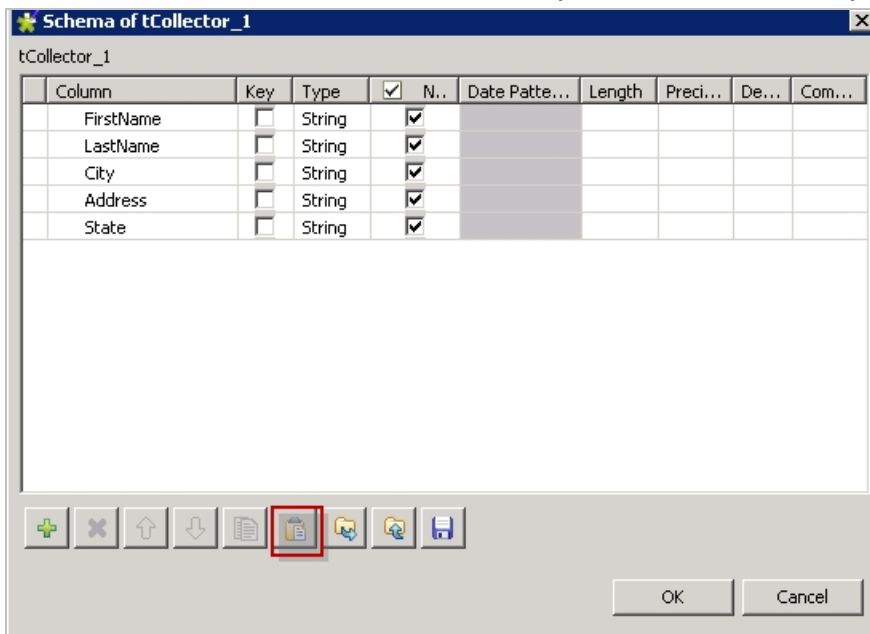 Schema of tCollector_1
tCollector_1
Column Key Type N.. Date Patte... Length Preci... De... Com...
FirstName String
LastName String
City String
Address String
State String
OK Cancel